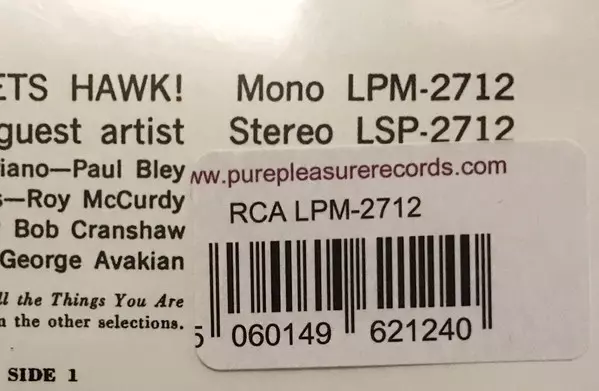 ETS HAWK! Mono LPM-2712
guest artist Stereo LSP-2712
iano—Paul Bley
s—Roy McCurdy
Bob Cranshaw
George Avakian
ll the Things You Are
n the other selections.
SIDE 1
ww.purepleasurerecords.com
RCA LPM-2712
5 060149 621240